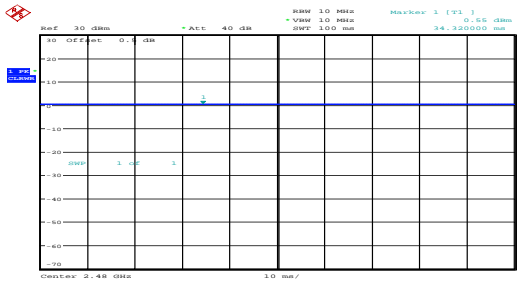 RBW 10 MHz
Marker 1 [T1 ]
* VBW 10 MHz
0.55 dBm
Ref 30 dBm
* Att 40 dB
SWT 100 ms
34.320000 ms
30 Offset 0.5 dB
20
1 PK *
CLRWR
10
1
0
-10
-20
SWP 1 of 1
-30
-40
-50
-60
-70
Center 2.48 GHz
10 ms/